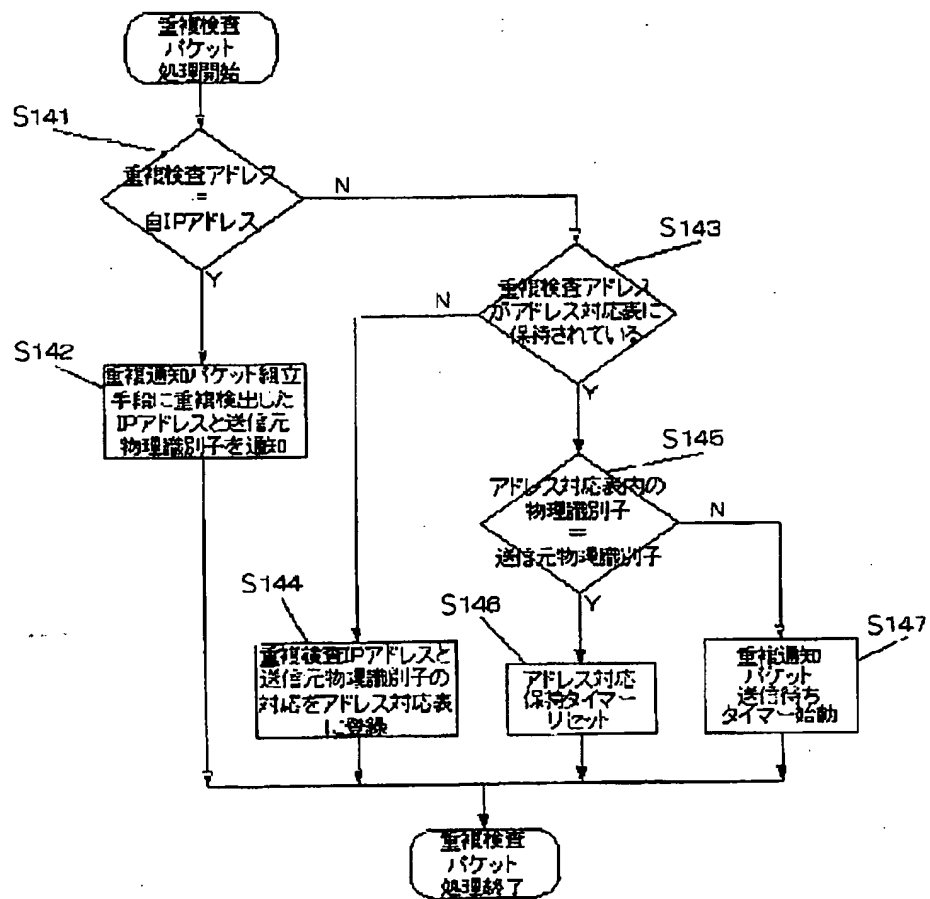 重複検査
パケット
処理開始
S141
重複検査アドレス
=
自IPアドレス
N
Y
S143
重複検査アドレス
がアドレス対応表に
保持されている
N
Y
S142
重複通知パケット組立
手段に重複検出した
IPアドレスと送信元
物理識別子を通知
S145
アドレス対応表内の
物理識別子
=
送信元物理識別子
N
Y
S144
重複検査IPアドレスと
送信元物理識別子の
対応をアドレス対応表
に登録
S146
アドレス対応
保持タイマー
リセット
S147
重複通知
パケット
送信待ち
タイマー始動
重複検査
パケット
処理終了